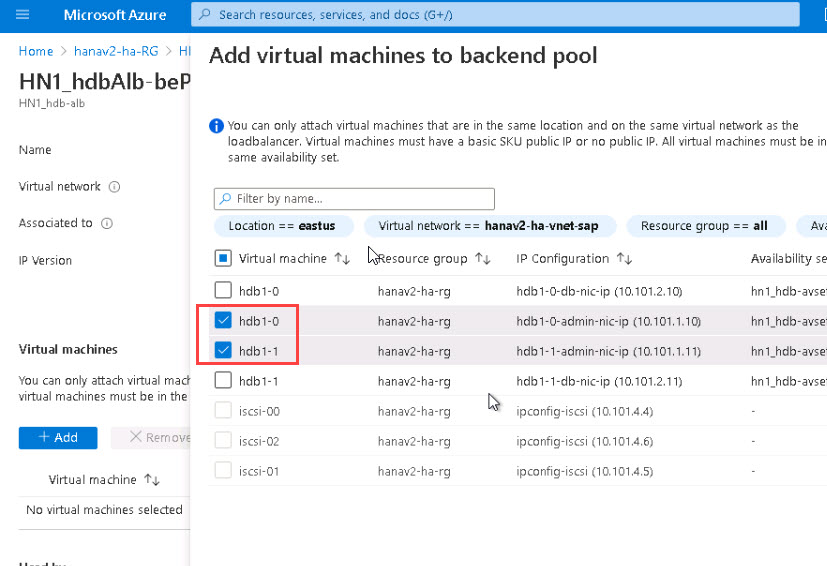 Microsoft Azure
Search resources, services, and docs (G+/)
Home > hanav2-ha-RG >
HN1_hdbAlb-beP
HN1_hdb-alb
Name
Virtual network
Associated to
IP Version
Virtual machines
You can only attach virtual mac
virtual machines must be in the
+ Add
Remove
Virtual machine ↑↓
No virtual machines selected
Add virtual machines to backend pool
You can only attach virtual machines that are in the same location and on the same virtual network as the
loadbalancer. Virtual machines must have a basic SKU public IP or no public IP. All virtual machines must be in
same availability set.
Filter by name...
Location == eastus
Virtual network == hanav2-ha-vnet-sap
Resource group == all
Virtual machine ↑↓ Resource group ↑↓ IP Configuration ↑↓ Availability se
hdb1-0 hanav2-ha-rg hdb1-0-db-nic-ip (10.101.2.10) hn1_hdb-avse
hdb1-0 hanav2-ha-rg hdb1-0-admin-nic-ip (10.101.1.10) hn1_hdb-avse
hdb1-1 hanav2-ha-rg hdb1-1-admin-nic-ip (10.101.1.11) hn1_hdb-avse
hdb1-1 hanav2-ha-rg hdb1-1-db-nic-ip (10.101.2.11) hn1_hdb-avse
iscsi-00 hanav2-ha-rg ipconfig-iscsi (10.101.4.4) -
iscsi-02 hanav2-ha-rg ipconfig-iscsi (10.101.4.6) -
iscsi-01 hanav2-ha-rg ipconfig-iscsi (10.101.4.5) -